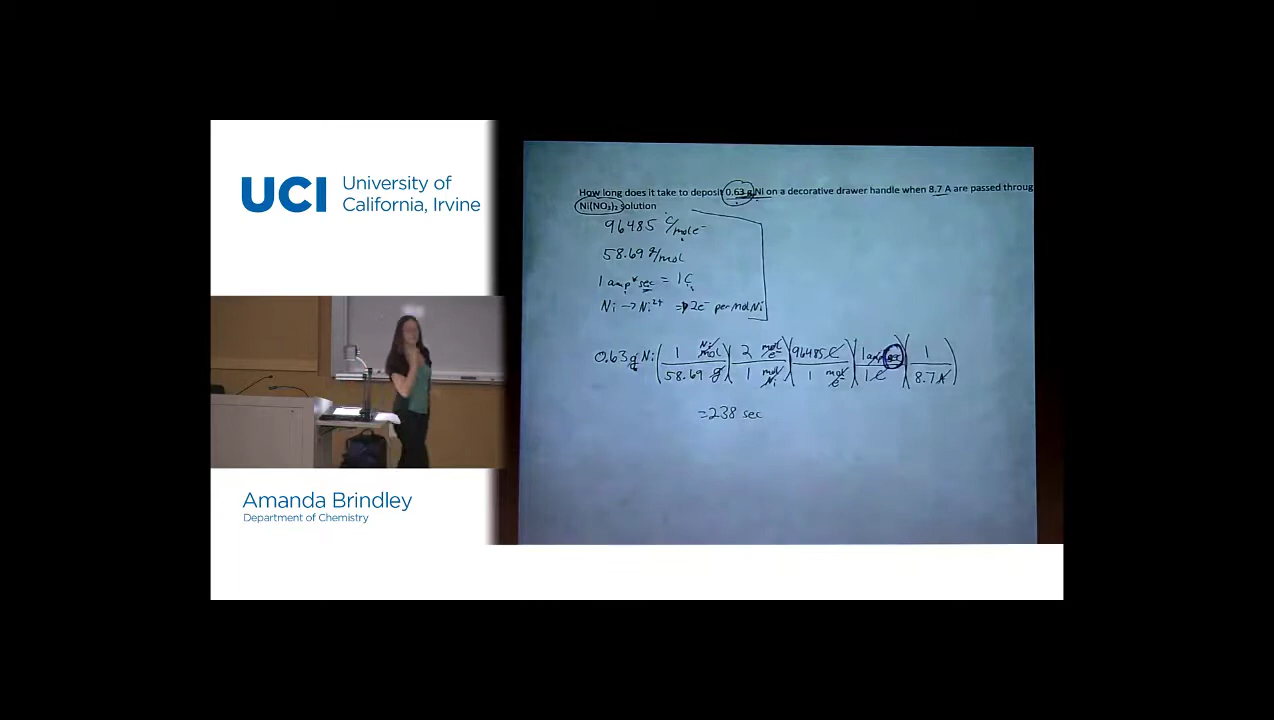 UCI University of
California, Irvine
How long does it take to deposit 0.63 g Ni on a decorative drawer handle when 8.7 A are passed throug
Ni(NO₃)₂ solution
96485 C/mol e⁻
58.69 g/mol
1 amp * sec = 1 C
Ni → Ni²⁺ ⇒ 2e⁻ per mol Ni
0.63 g Ni (1 mol Ni / 58.69 g)(2 mol e⁻ / 1 mol Ni)(96485 C / 1 mol e⁻)(1 amp sec / 1 C)(1 / 8.7 A)
= 238 sec
Amanda Brindley
Department of Chemistry